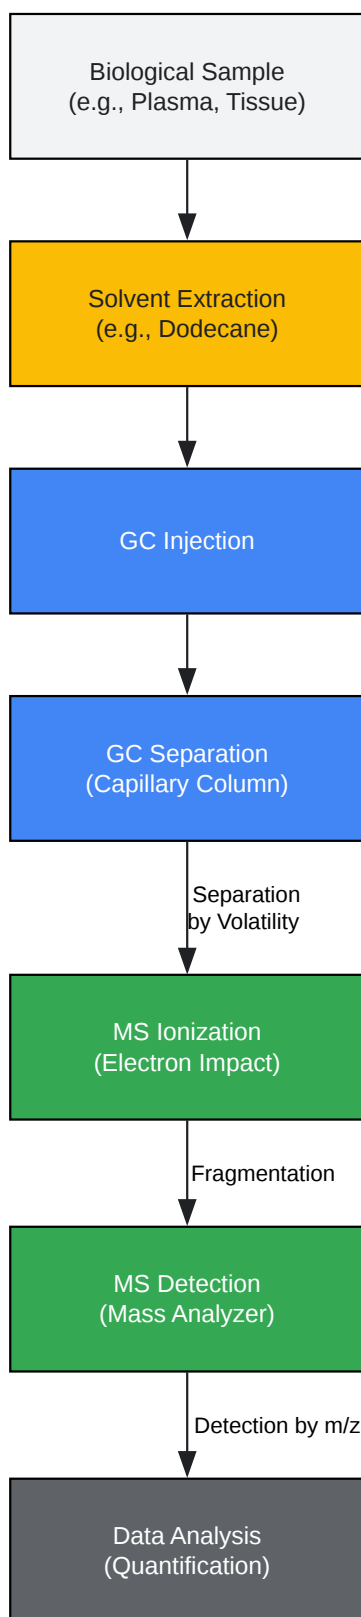 Biological Sample
(e.g., Plasma, Tissue)
Solvent Extraction
(e.g., Dodecane)
GC Injection
GC Separation
(Capillary Column)
Separation
by Volatility
MS Ionization
(Electron Impact)
Fragmentation
MS Detection
(Mass Analyzer)
Detection by m/z
Data Analysis
(Quantification)